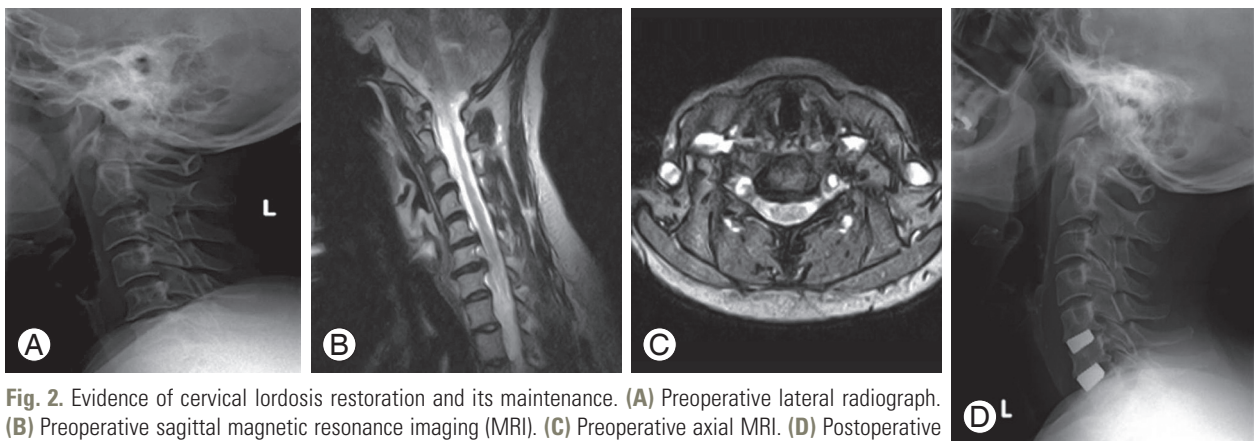 L
A
B
C
D L
Fig. 2. Evidence of cervical lordosis restoration and its maintenance. (A) Preoperative lateral radiograph.
(B) Preoperative sagittal magnetic resonance imaging (MRI). (C) Preoperative axial MRI. (D) Postoperative